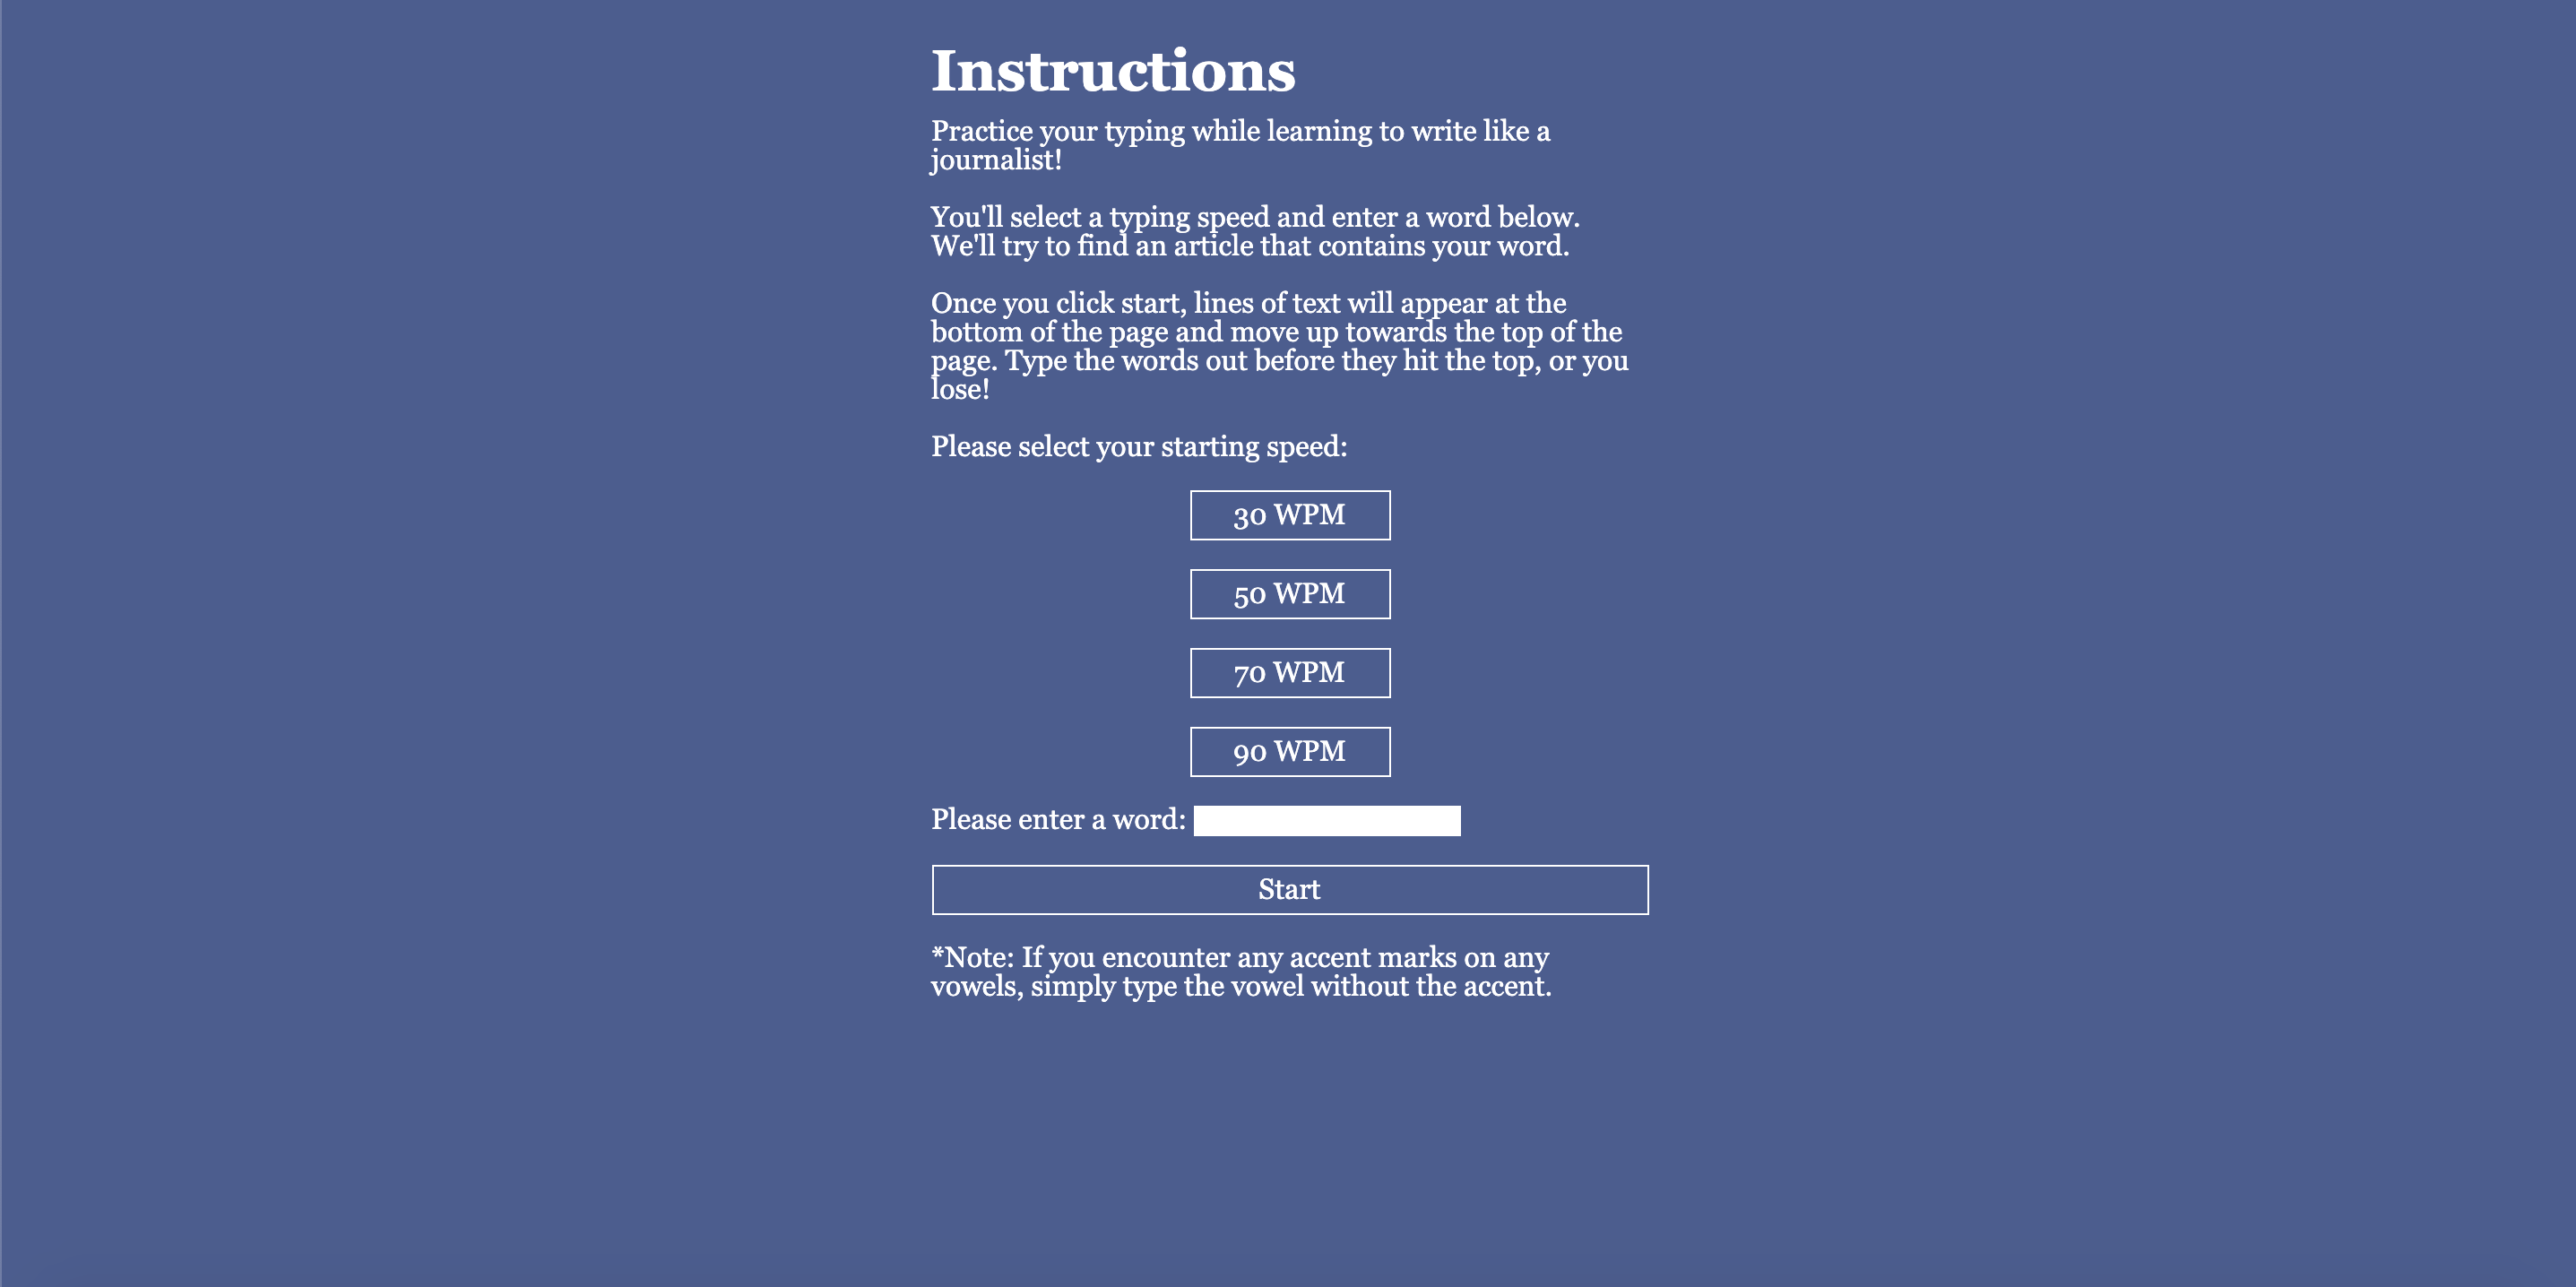 Instructions
Practice your typing while learning to write like a
journalist!
You'll select a typing speed and enter a word below.
We'll try to find an article that contains your word.
Once you click start, lines of text will appear at the
bottom of the page and move up towards the top of the
page. Type the words out before they hit the top, or you
lose!
Please select your starting speed:
30 WPM
50 WPM
70 WPM
90 WPM
Please enter a word:
Start
*Note: If you encounter any accent marks on any
vowels, simply type the vowel without the accent.